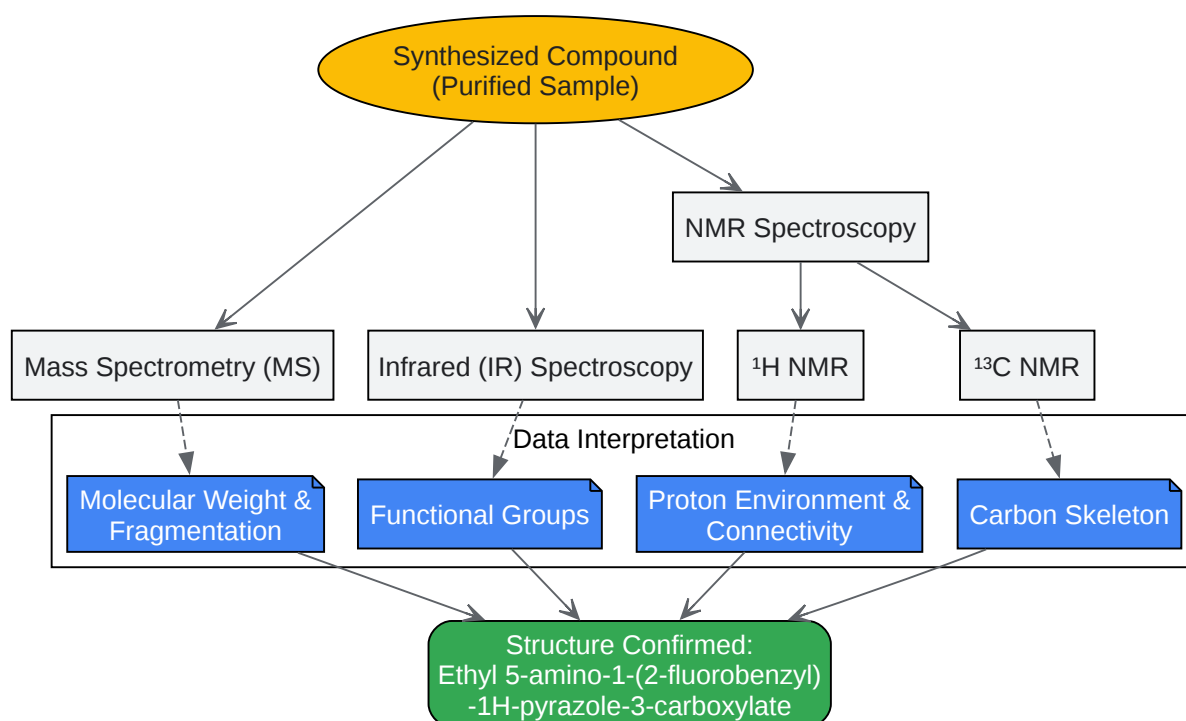 Synthesized Compound
(Purified Sample)
NMR Spectroscopy
Mass Spectrometry (MS)
Infrared (IR) Spectroscopy
¹H NMR
¹³C NMR
Data Interpretation
Molecular Weight &
Fragmentation
Functional Groups
Proton Environment &
Connectivity
Carbon Skeleton
Structure Confirmed:
Ethyl 5-amino-1-(2-fluorobenzyl)
-1H-pyrazole-3-carboxylate